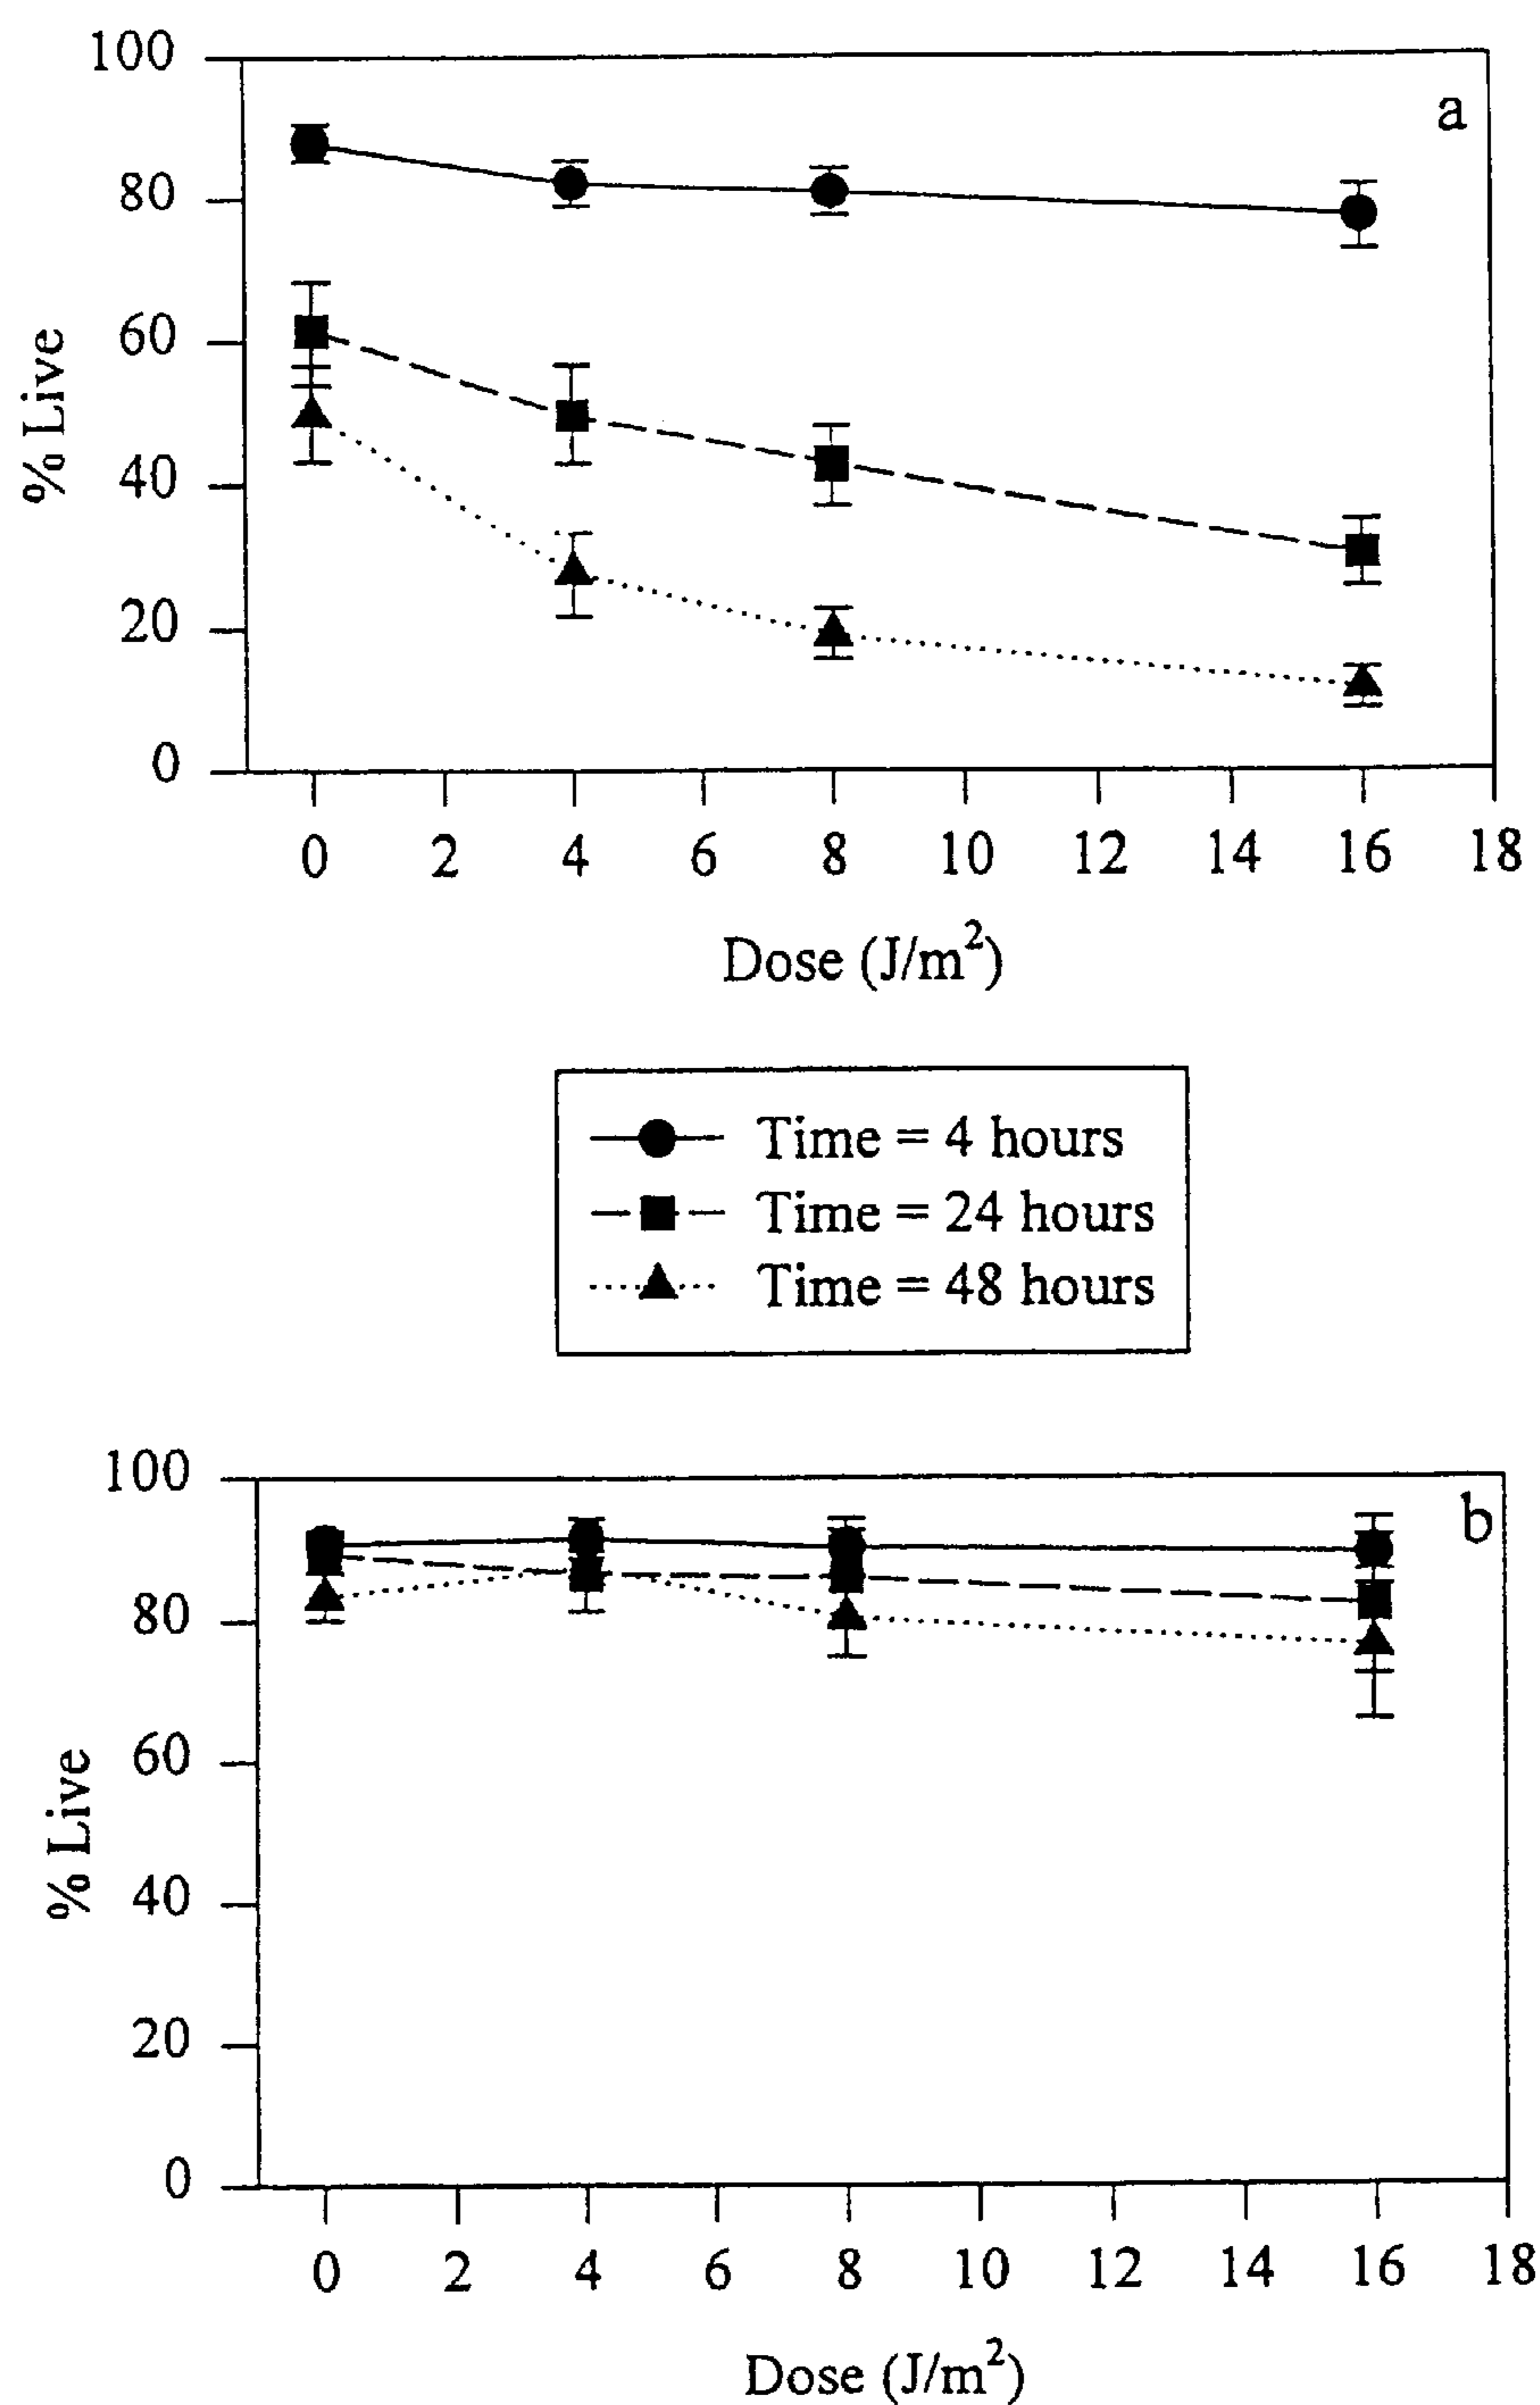 a
% Live
100
80
60
40
20
0
0 2 4 6 8 10 12 14 16 18
Dose (J/m²)
Time = 4 hours
Time = 24 hours
Time = 48 hours
b
% Live
100
80
60
40
20
0
0 2 4 6 8 10 12 14 16 18
Dose (J/m²)